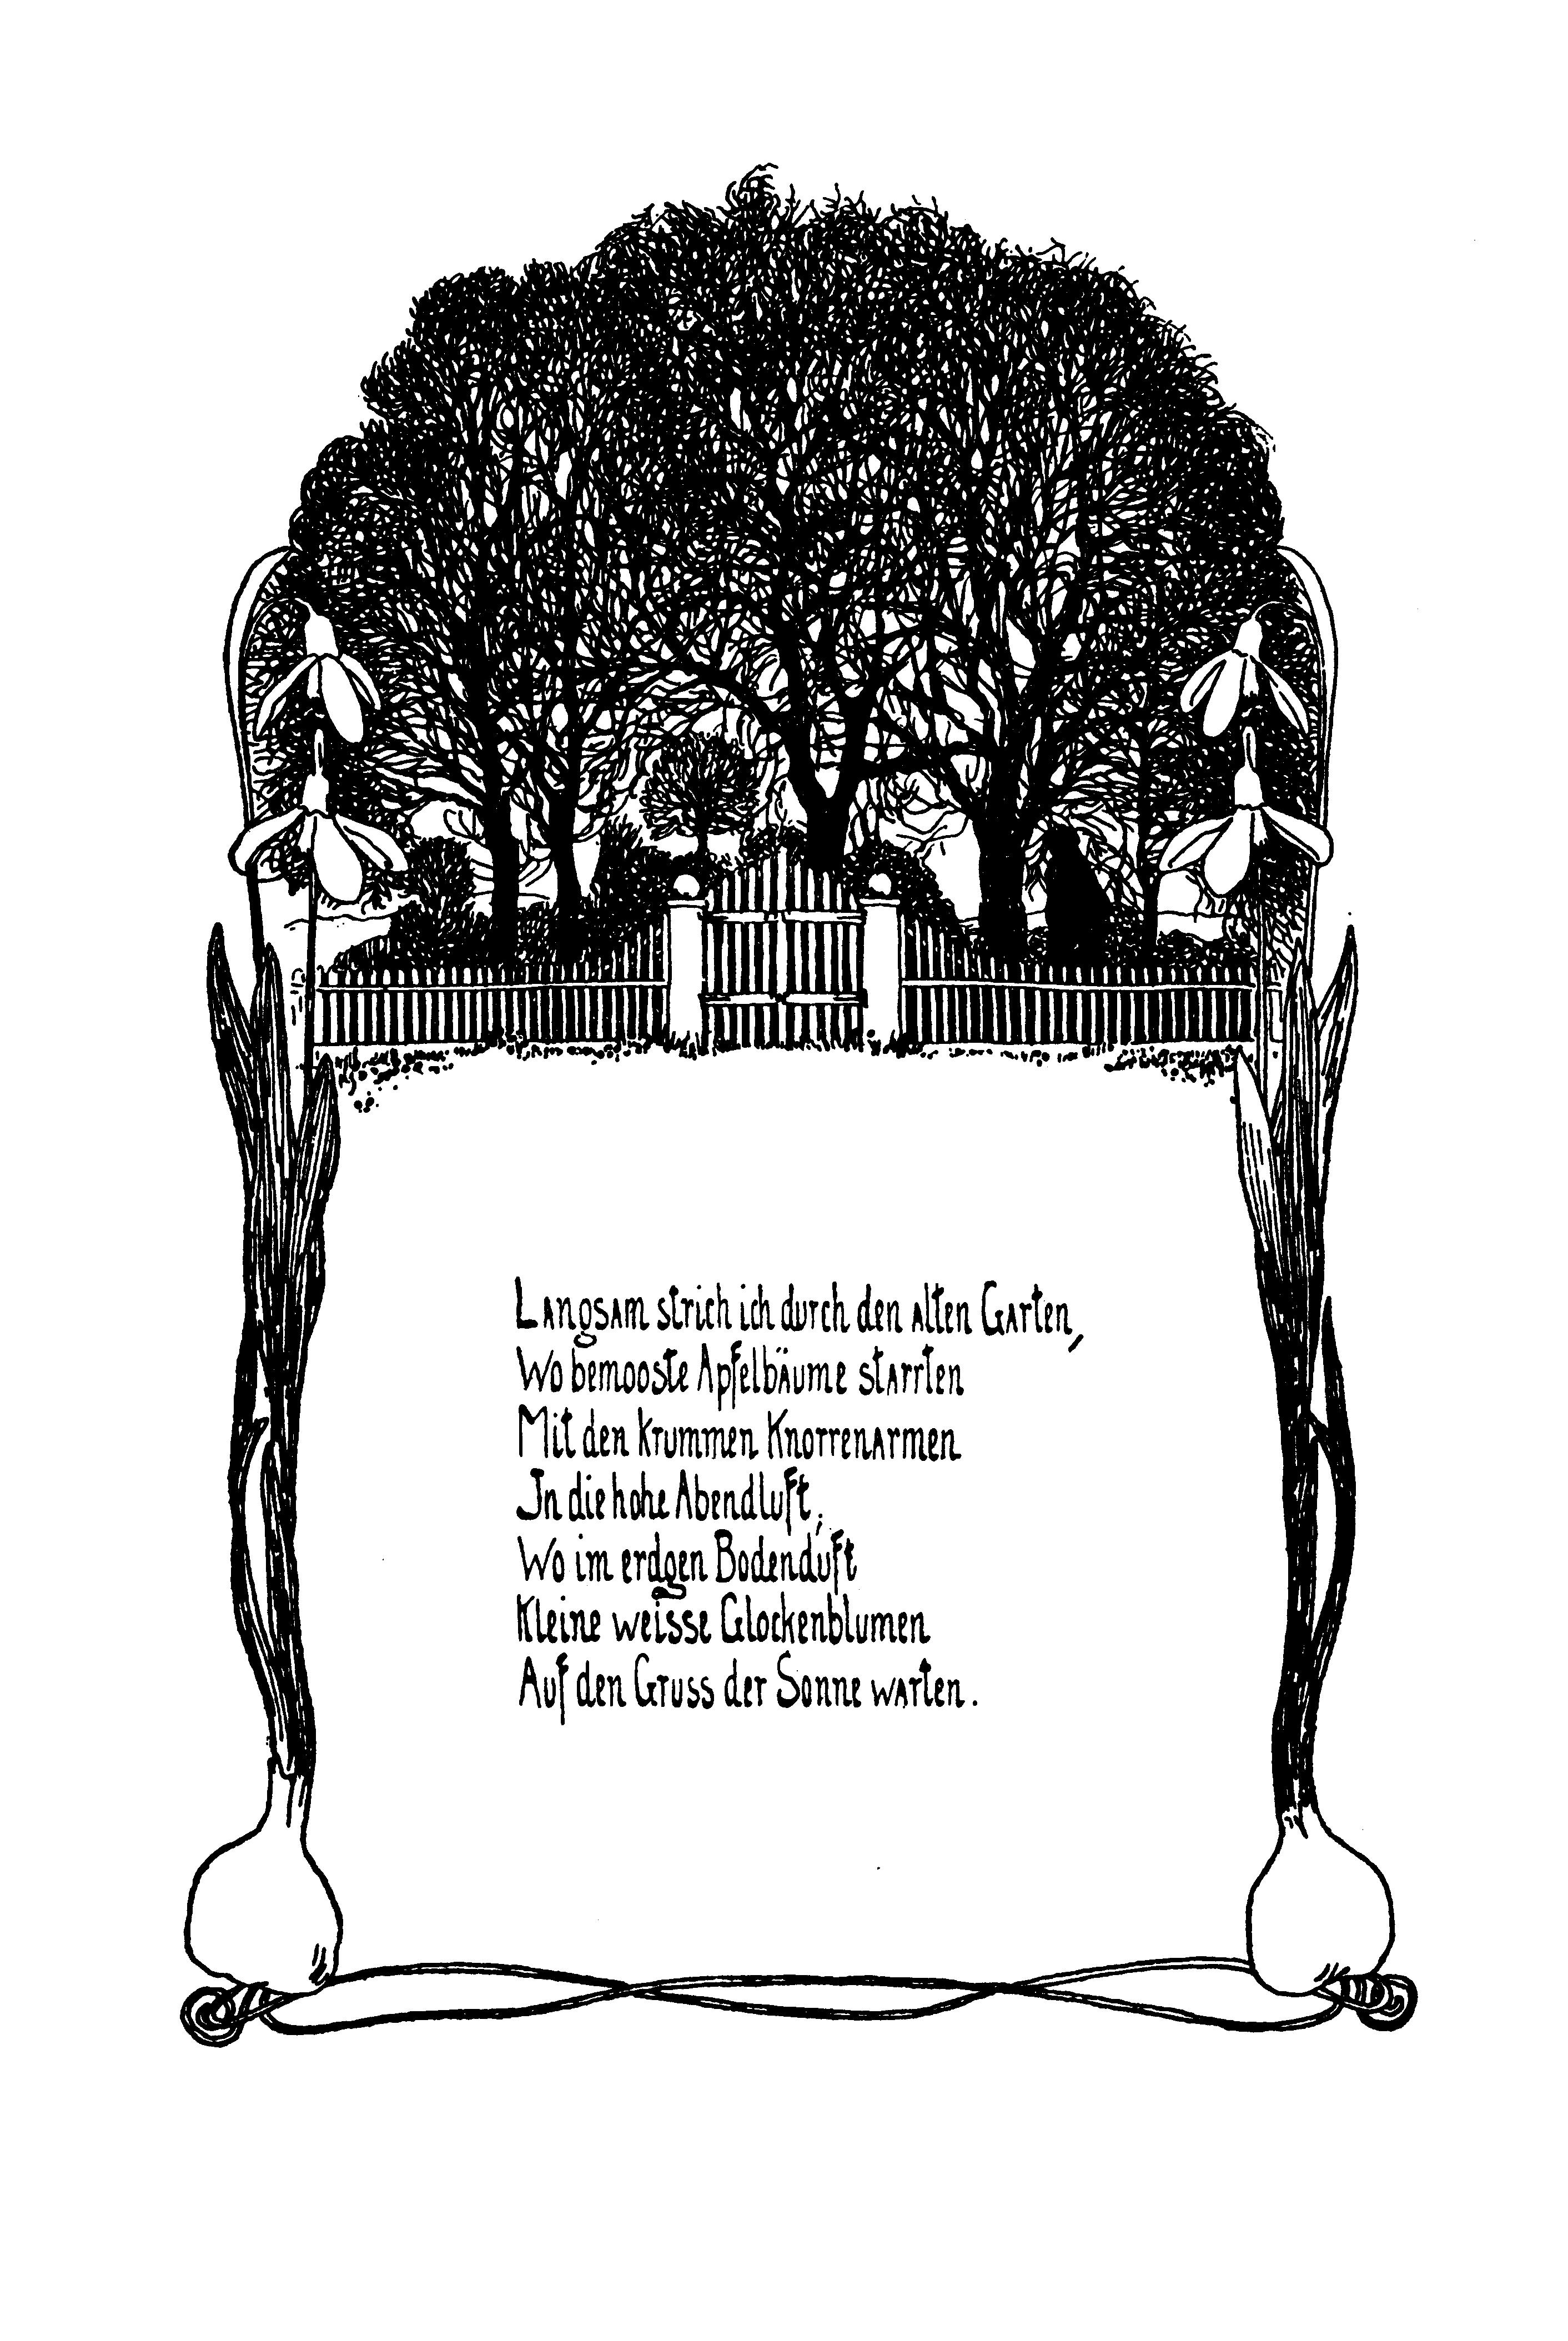 Langsam strich ich durch den alten Garten,
Wo bemooste Apfelbäume starrten
Mit den krummen Knorrenarmen
In die hohe Abendluft;
Wo im erdgen Bodenduft
Kleine weisse Glockenblumen
Auf den Gruss der Sonne warten.